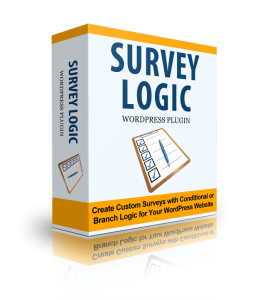 SURVEY
LOGIC
WORDPRESS PLUGIN
Create Custom Surveys with Conditional or
Branch Logic for Your WordPress Website
SURVEY LOGIC
WORDPRESS PLUGIN